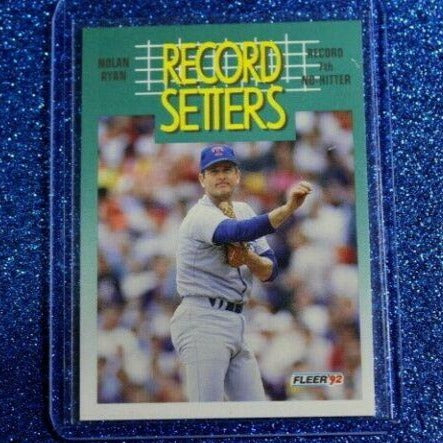 NOLAN
RYAN
RECORD
SETTERS
RECORD
7th
NO-HITTER
T
FLEER '92